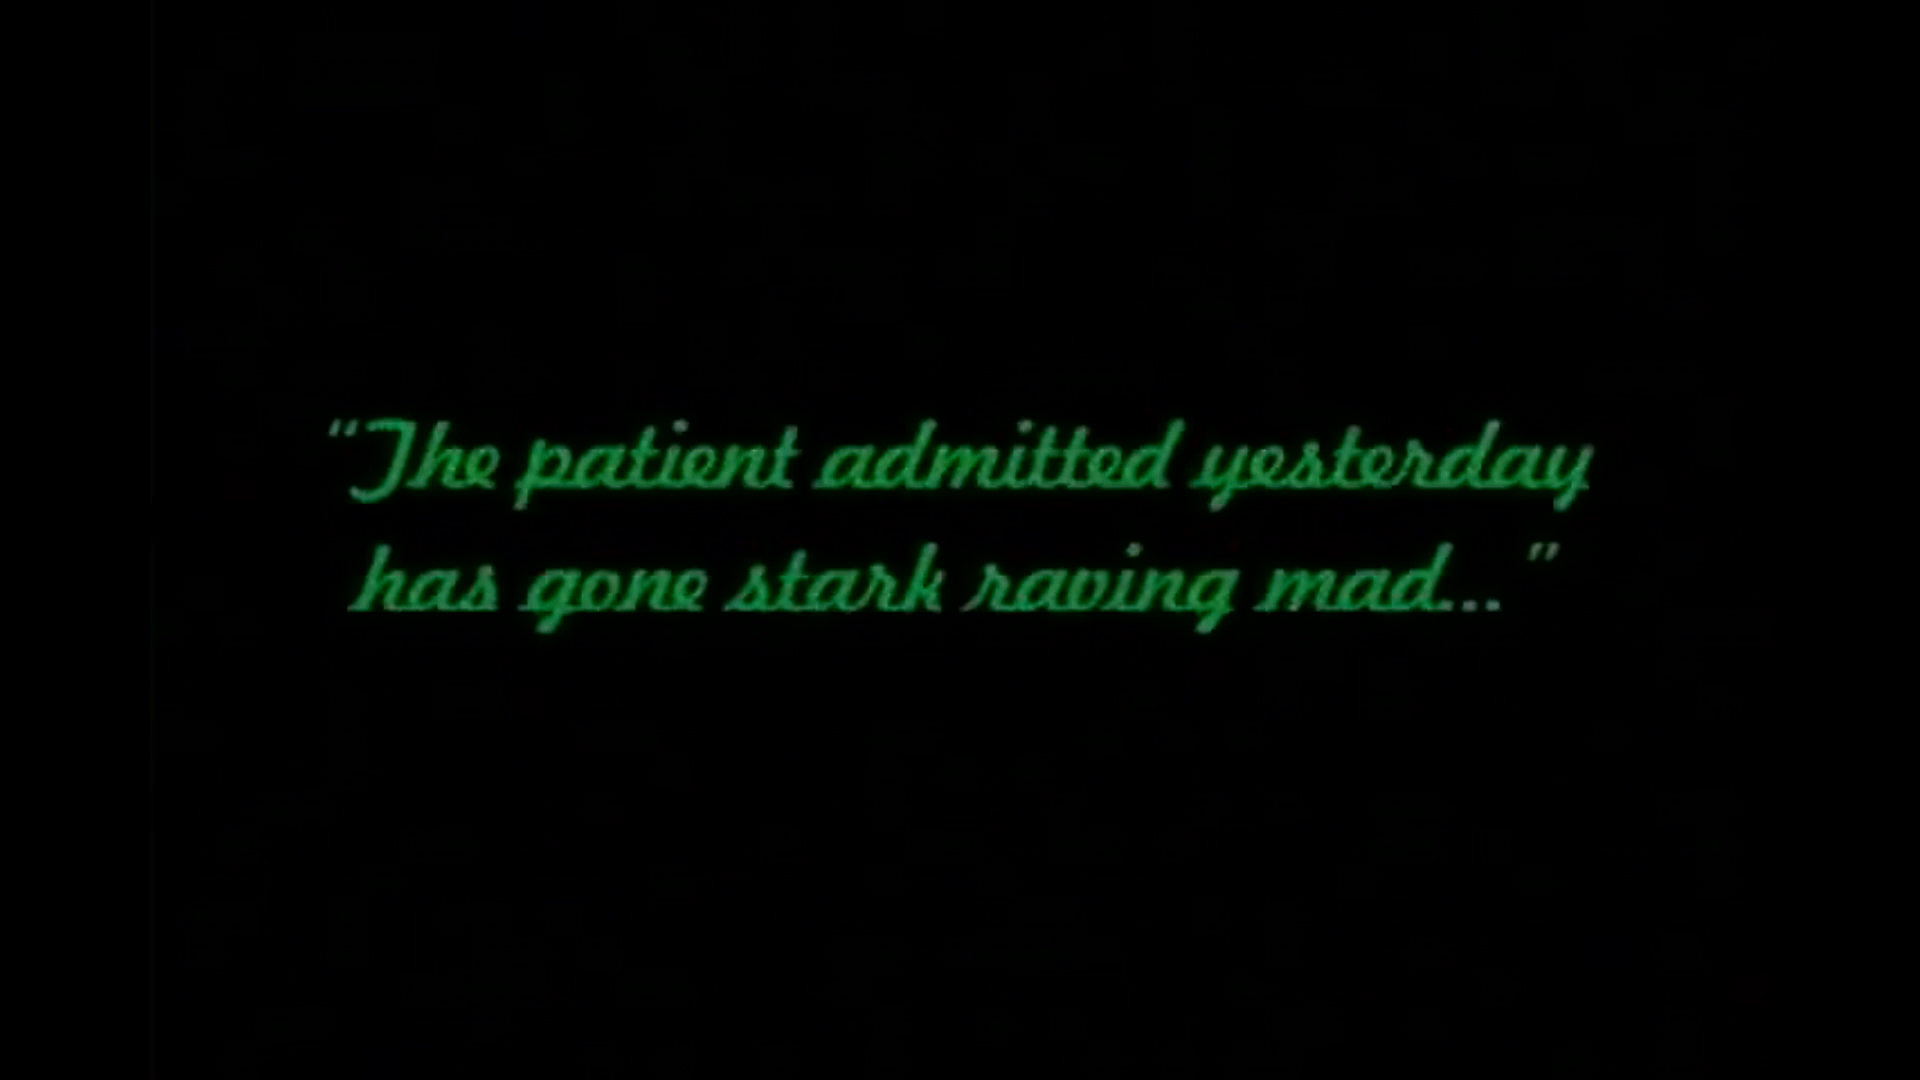 “The patient admitted yesterday
has gone stark raving mad...”